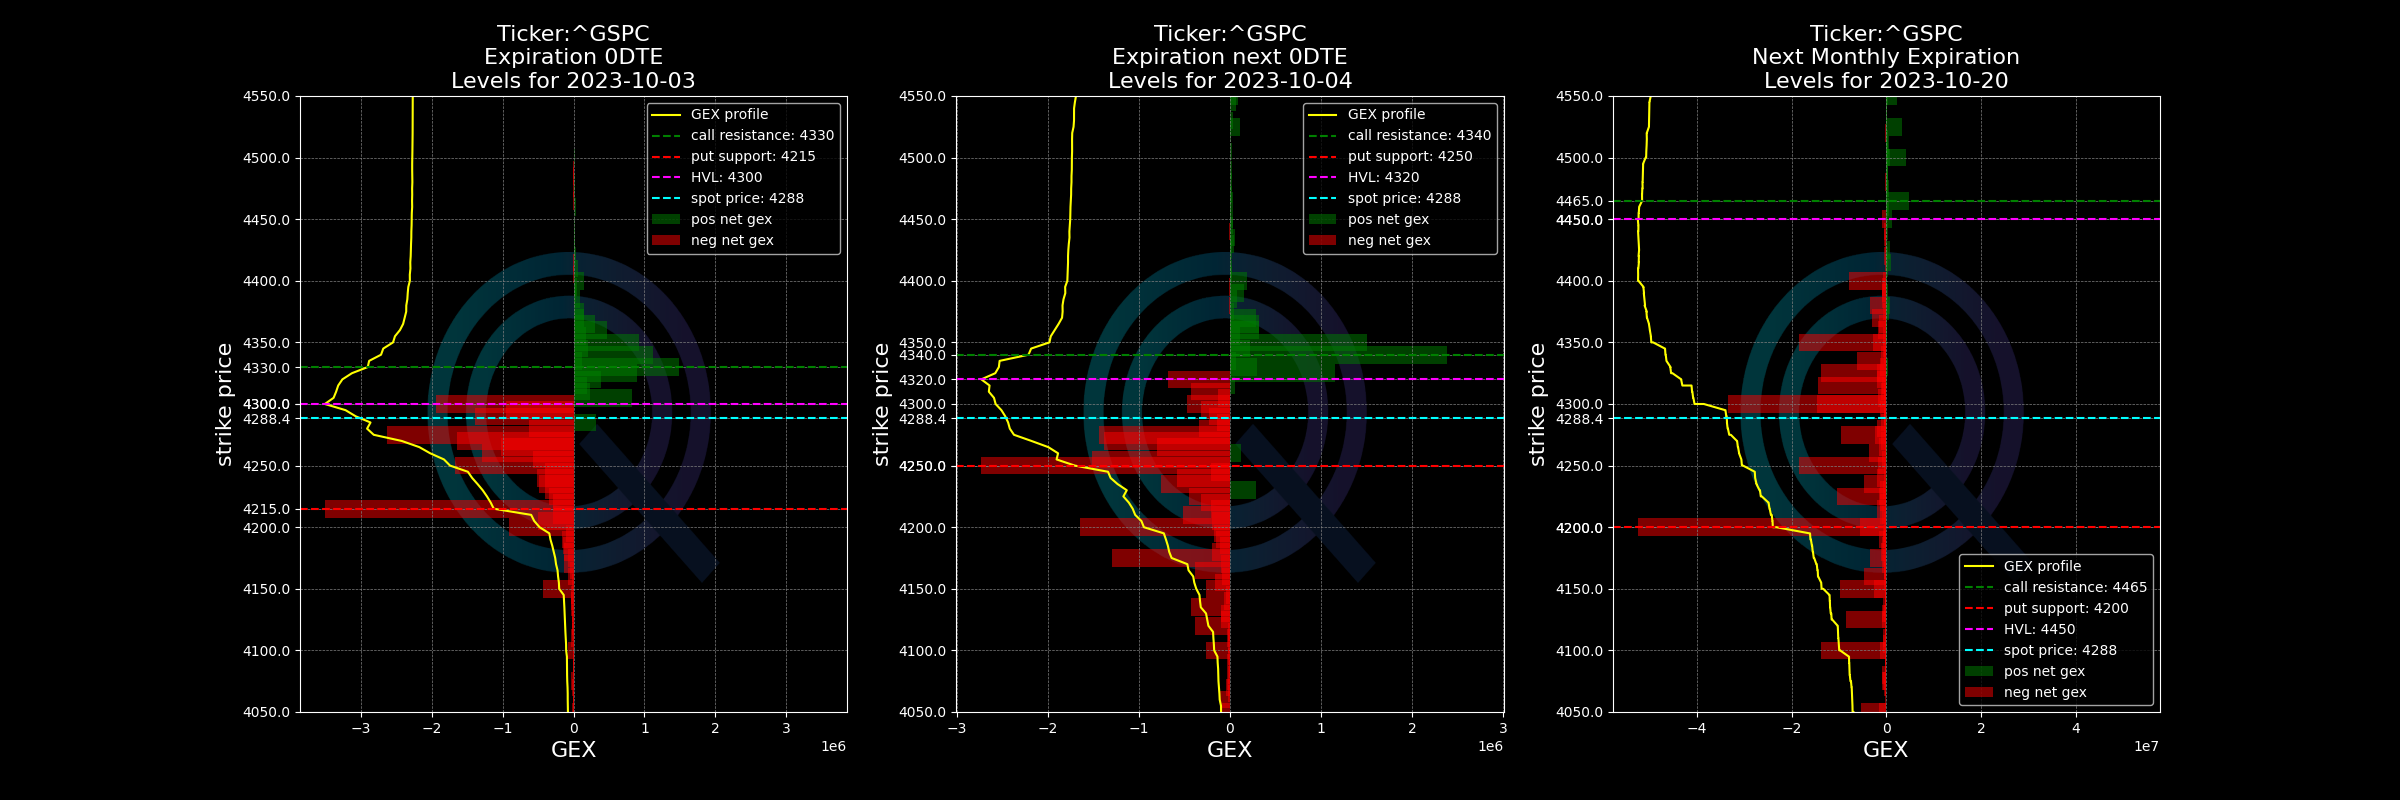 Ticker:^GSPC
Expiration 0DTE
Levels for 2023-10-03
4550.0
4500.0
4450.0
4400.0
4350.0
4330.0
4300.0
4288.4
4250.0
4215.0
4200.0
4150.0
4100.0
4050.0
strike price
GEX profile
call resistance: 4330
put support: 4215
HVL: 4300
spot price: 4288
pos net gex
neg net gex
−3 −2 −1 0 1 2 3
1e6
GEX
Ticker:^GSPC
Expiration next 0DTE
Levels for 2023-10-04
4550.0
4500.0
4450.0
4400.0
4350.0
4340.0
4320.0
4300.0
4288.4
4250.0
4200.0
4150.0
4100.0
4050.0
strike price
GEX profile
call resistance: 4340
put support: 4250
HVL: 4320
spot price: 4288
pos net gex
neg net gex
−3 −2 −1 0 1 2 3
1e6
GEX
Ticker:^GSPC
Next Monthly Expiration
Levels for 2023-10-20
4550.0
4500.0
4465.0
4450.0
4400.0
4350.0
4300.0
4288.4
4250.0
4200.0
4150.0
4100.0
4050.0
strike price
GEX profile
call resistance: 4465
put support: 4200
HVL: 4450
spot price: 4288
pos net gex
neg net gex
−4 −2 0 2 4
1e7
GEX